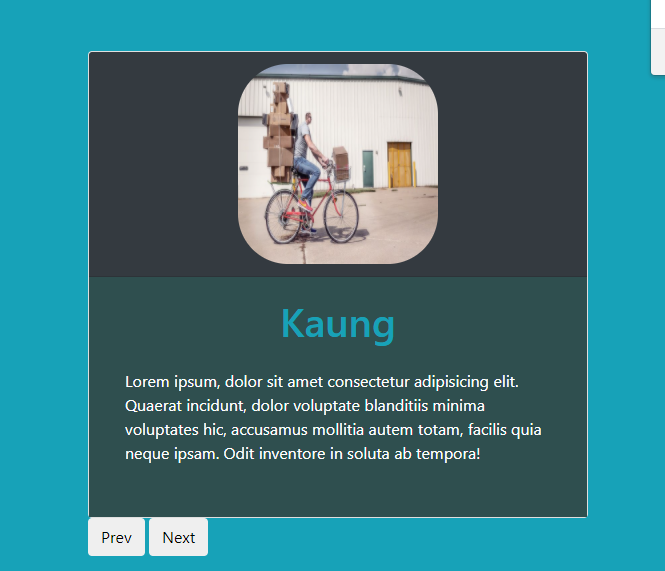 Kaung
Lorem ipsum, dolor sit amet consectetur adipisicing elit.
Quaerat incidunt, dolor voluptate blanditiis minima
voluptates hic, accusamus mollitia autem totam, facilis quia
neque ipsam. Odit inventore in soluta ab tempora!
Prev Next